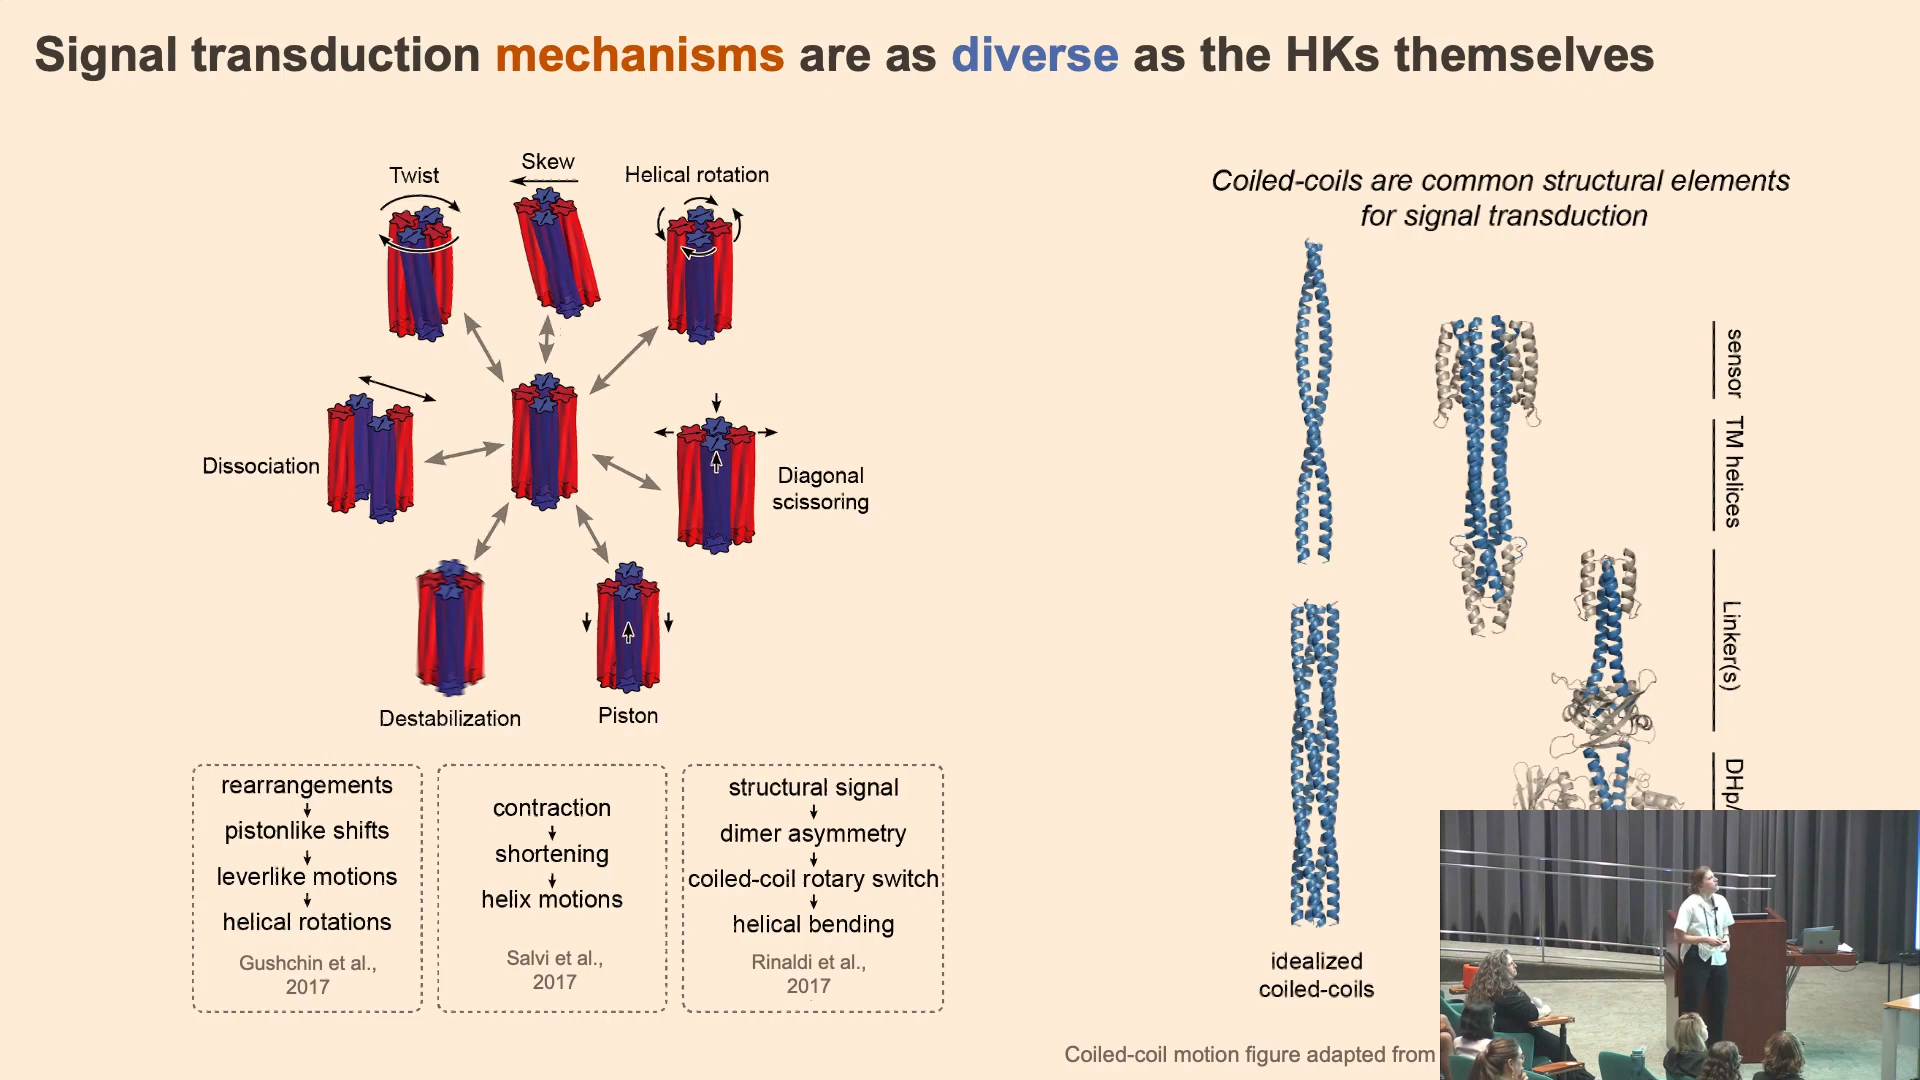 Signal transduction mechanisms are as diverse as the HKs themselves
Twist
Skew
Helical rotation
Dissociation
Diagonal
scissoring
Destabilization
Piston
rearrangements
pistonlike shifts
leverlike motions
helical rotations
Gushchin et al.,
2017
contraction
shortening
helix motions
Salvi et al.,
2017
structural signal
dimer asymmetry
coiled-coil rotary switch
helical bending
Rinaldi et al.,
2017
Coiled-coils are common structural elements
for signal transduction
sensor
TM helices
Linker(s)
DHp/
idealized
coiled-coils
Coiled-coil motion figure adapted from